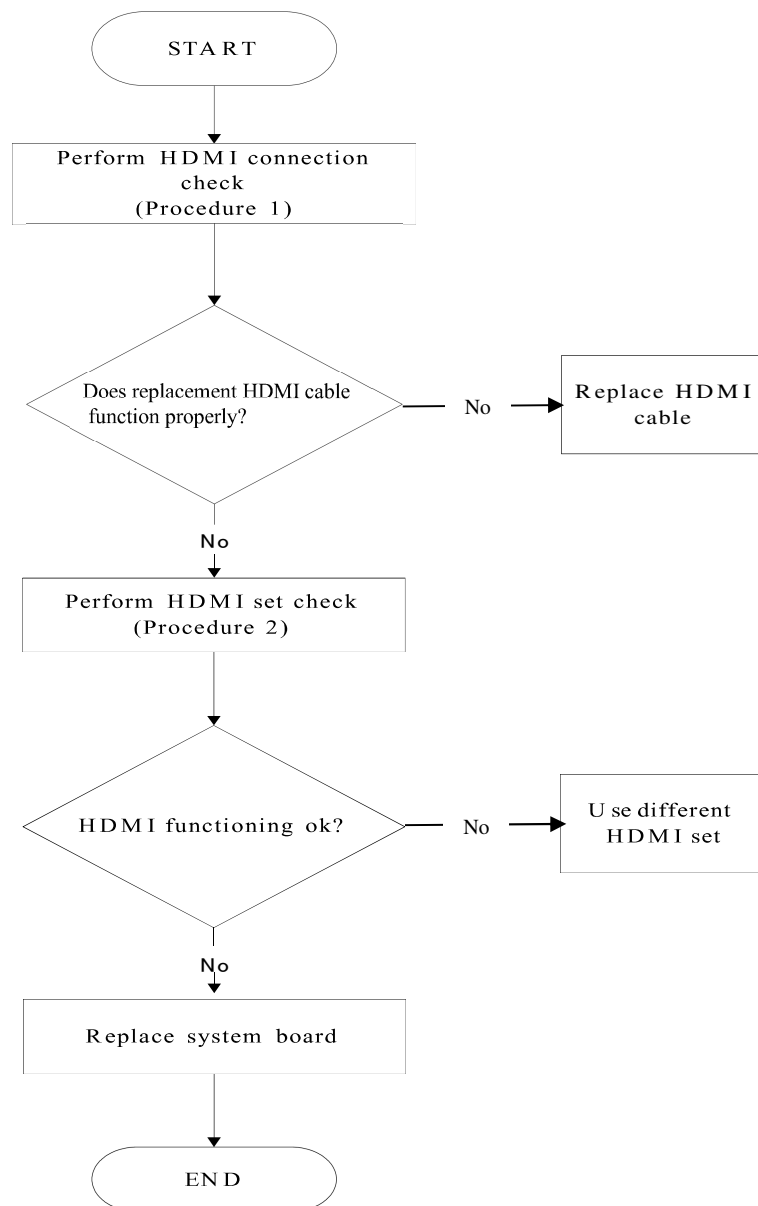 START
Perform HDMI connection
check
(Procedure 1)
Does replacement HDMI cable
function properly?
No
Replace HDMI
cable
No
Perform HDMI set check
(Procedure 2)
HDMI functioning ok?
No
Use different
HDMI set
No
Replace system board
END